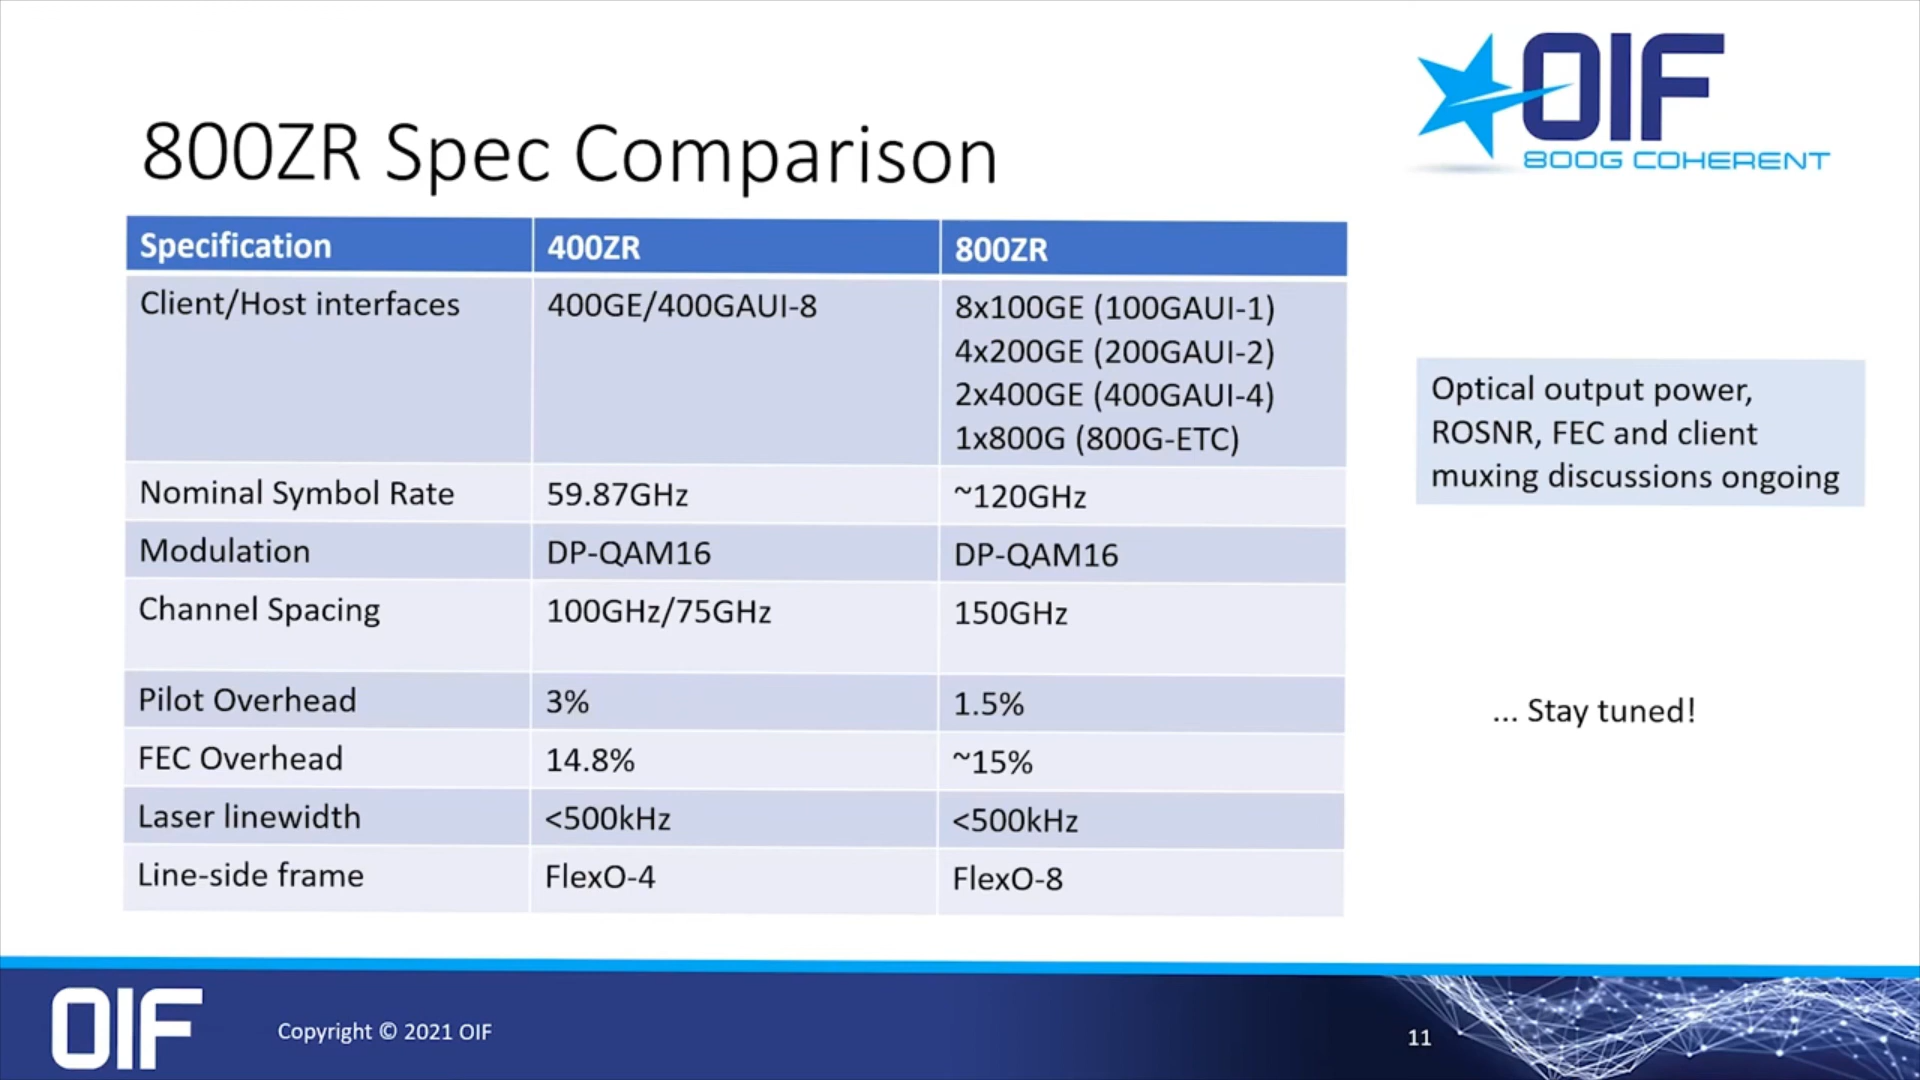 OIF
800G COHERENT
800ZR Spec Comparison
Specification 400ZR 800ZR
Client/Host interfaces 400GE/400GAUI-8 8x100GE (100GAUI-1)
4x200GE (200GAUI-2)
2x400GE (400GAUI-4)
1x800G (800G-ETC)
Nominal Symbol Rate 59.87GHz ~120GHz
Modulation DP-QAM16 DP-QAM16
Channel Spacing 100GHz/75GHz 150GHz
Pilot Overhead 3% 1.5%
FEC Overhead 14.8% ~15%
Laser linewidth <500kHz <500kHz
Line-side frame FlexO-4 FlexO-8
Optical output power,
ROSNR, FEC and client
muxing discussions ongoing
... Stay tuned!
OIF
Copyright © 2021 OIF
11